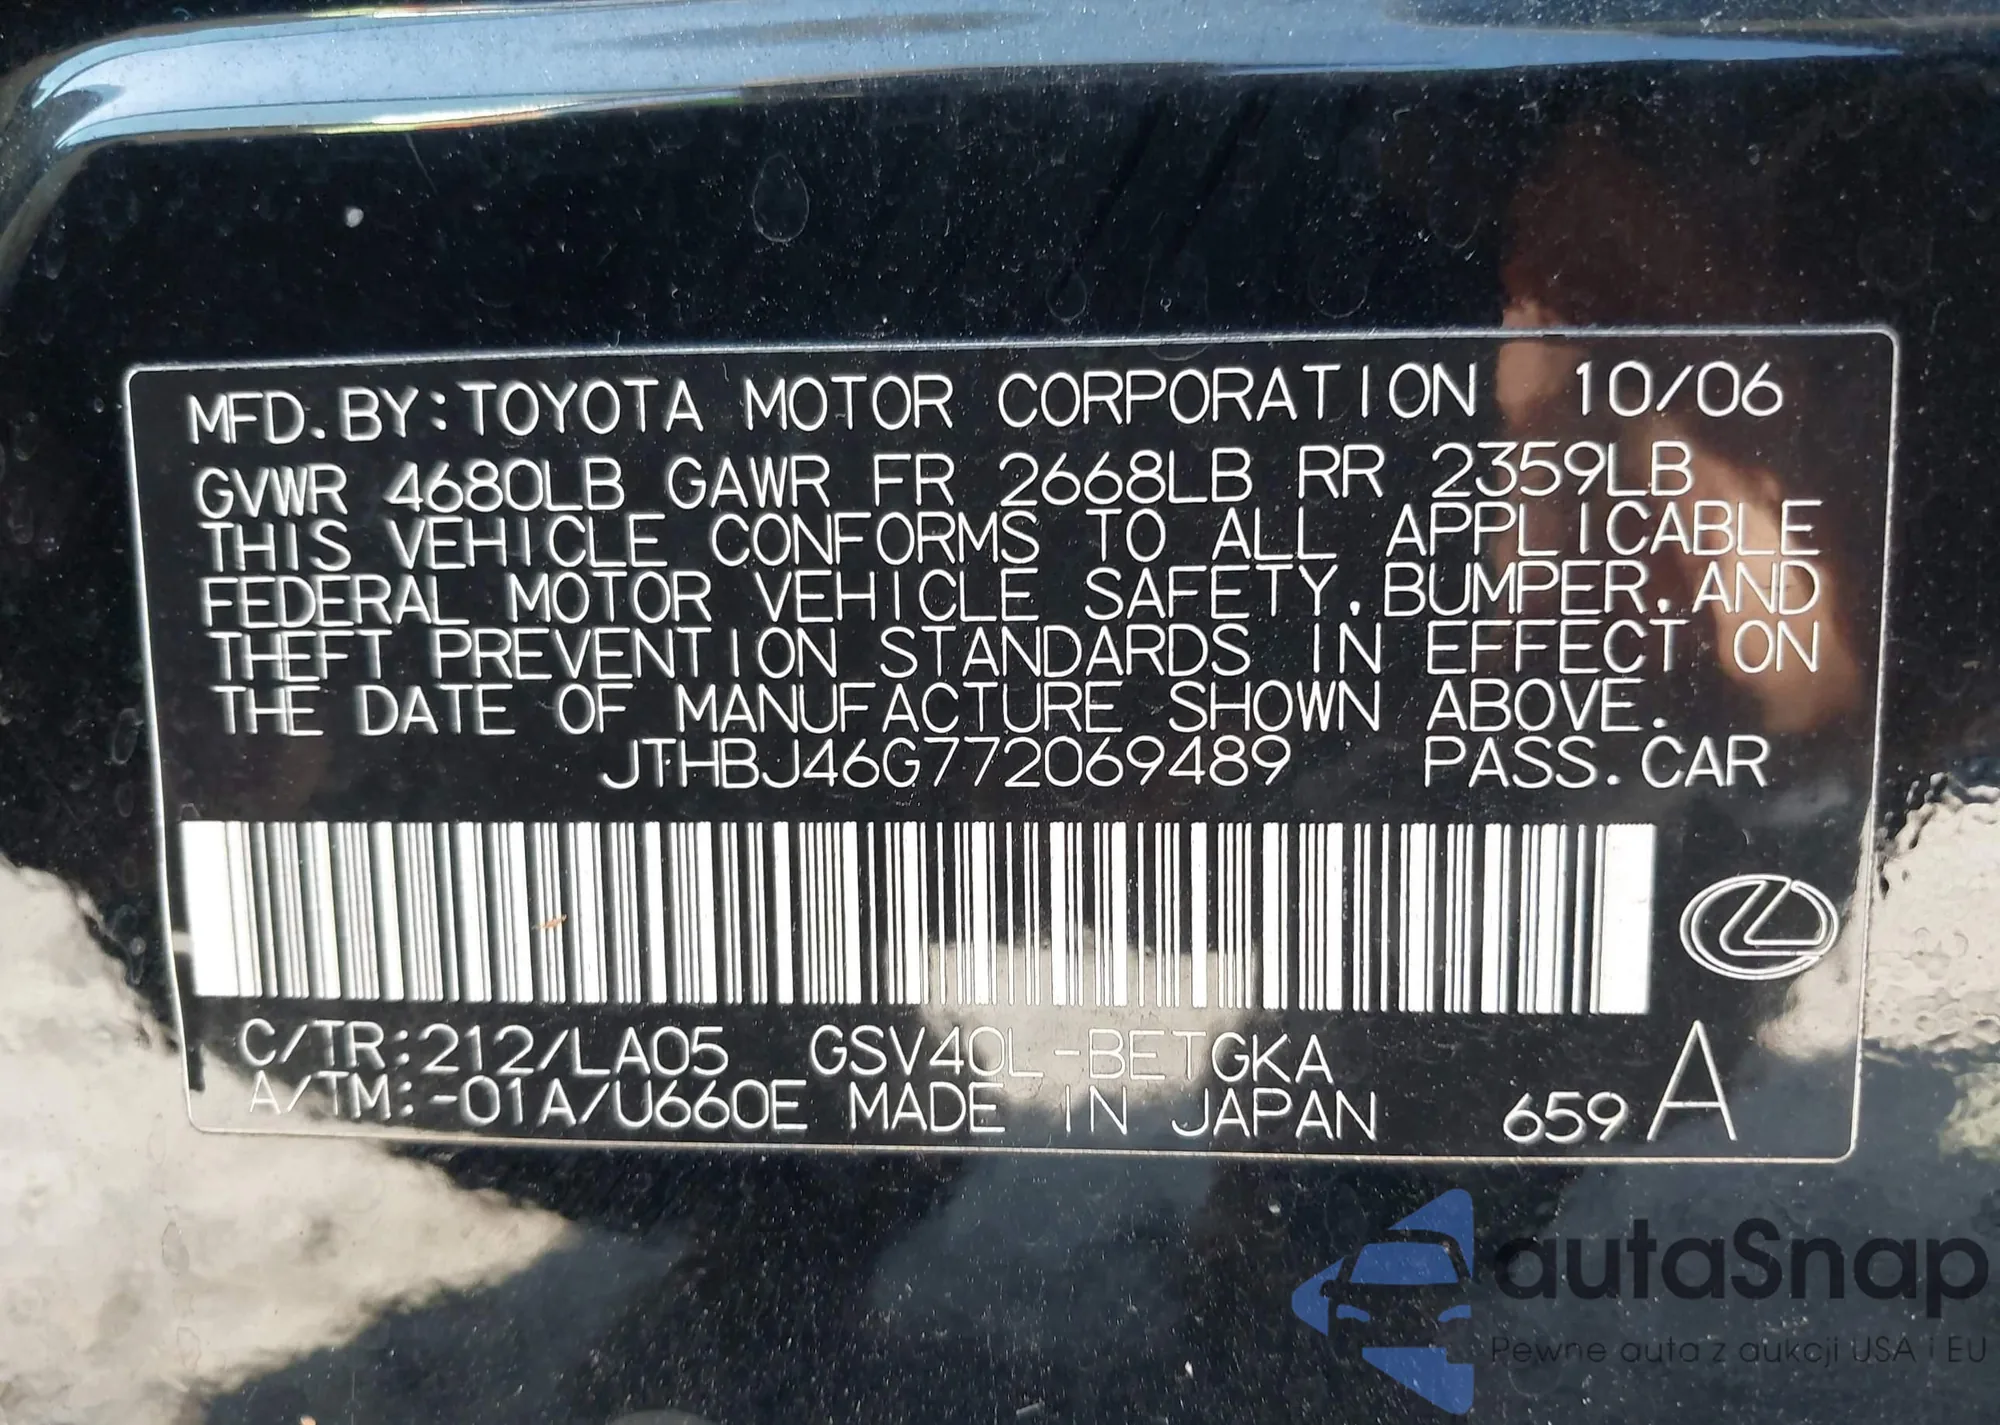 MFD. BY: TOYOTA MOTOR CORPORATION 10/06
GVWR 4680LB GAWR FR 2668LB RR 2359LB
THIS VEHICLE CONFORMS TO ALL APPLICABLE
FEDERAL MOTOR VEHICLE SAFETY, BUMPER, AND
THEFT PREVENTION STANDARDS IN EFFECT ON
THE DATE OF MANUFACTURE SHOWN ABOVE.
JTHBJ46G772069489 PASS. CAR
C/TR:212/LA05 GSV40L-BETGKA
A/TM:-01A/U660E MADE IN JAPAN 659 A
autaSnap
Pewne auta z aukcji USA i EU